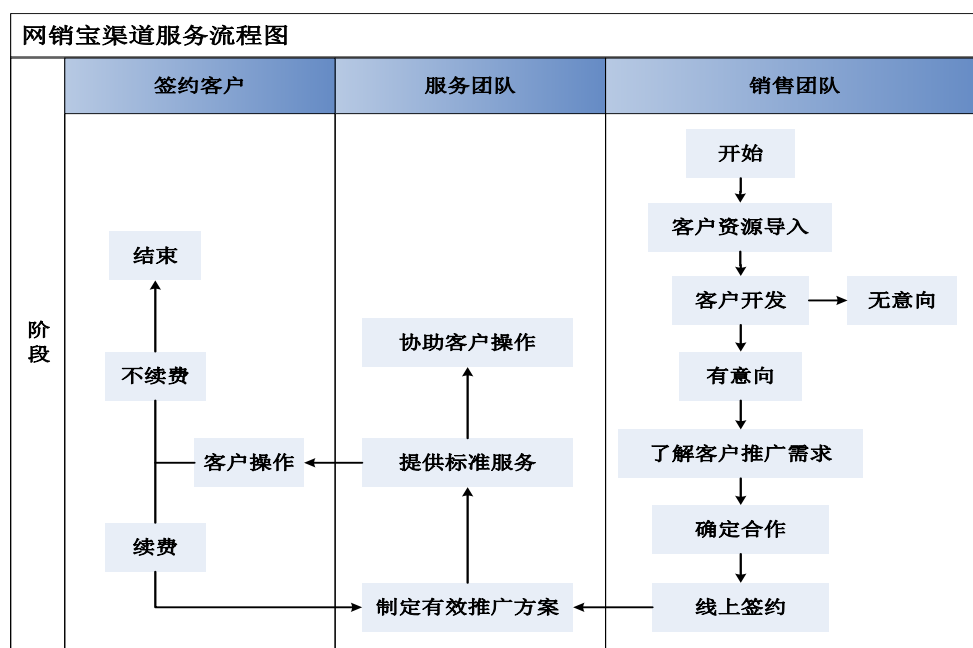 网销宝渠道服务流程图
签约客户
服务团队
销售团队
阶
段
开始
客户资源导入
结束
客户开发
无意向
协助客户操作
不续费
有意向
客户操作
提供标准服务
了解客户推广需求
确定合作
续费
制定有效推广方案
线上签约